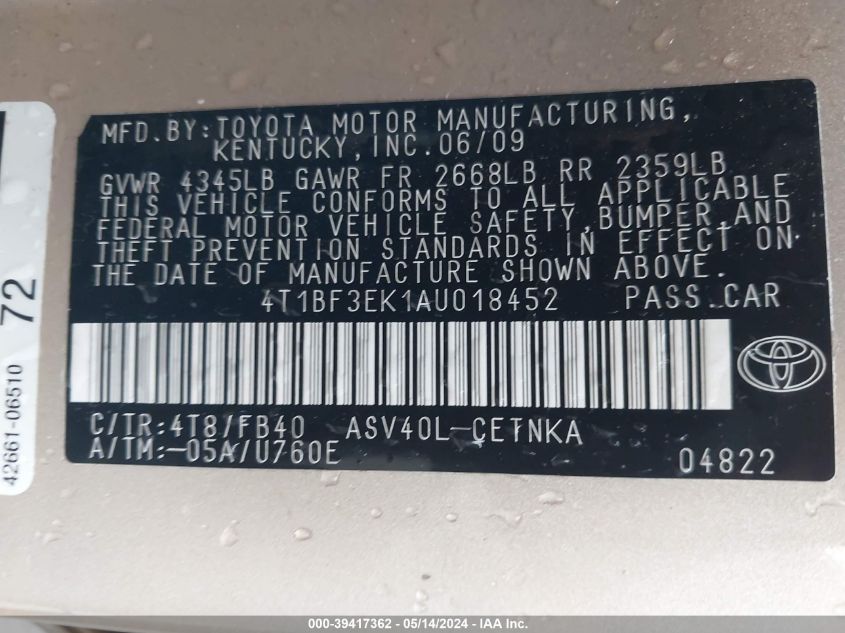 MFD.BY:TOYOTA MOTOR MANUFACTURING,
KENTUCKY,INC.06/09
GVWR 4345LB GAWR FR 2668LB RR 2359LB
THIS VEHICLE CONFORMS TO ALL APPLICABLE
FEDERAL MOTOR VEHICLE SAFETY,BUMPER,AND
THEFT PREVENTION STANDARDS IN EFFECT ON
THE DATE OF MANUFACTURE SHOWN ABOVE.
4T1BF3EK1AU018452 PASS.CAR
C/TR:4T8/FB40 ASV40L-CETNKA
A/TM:-05A/U760E 04822
72
42661-06510
000-39417362 - 05/14/2024 - IAA Inc.